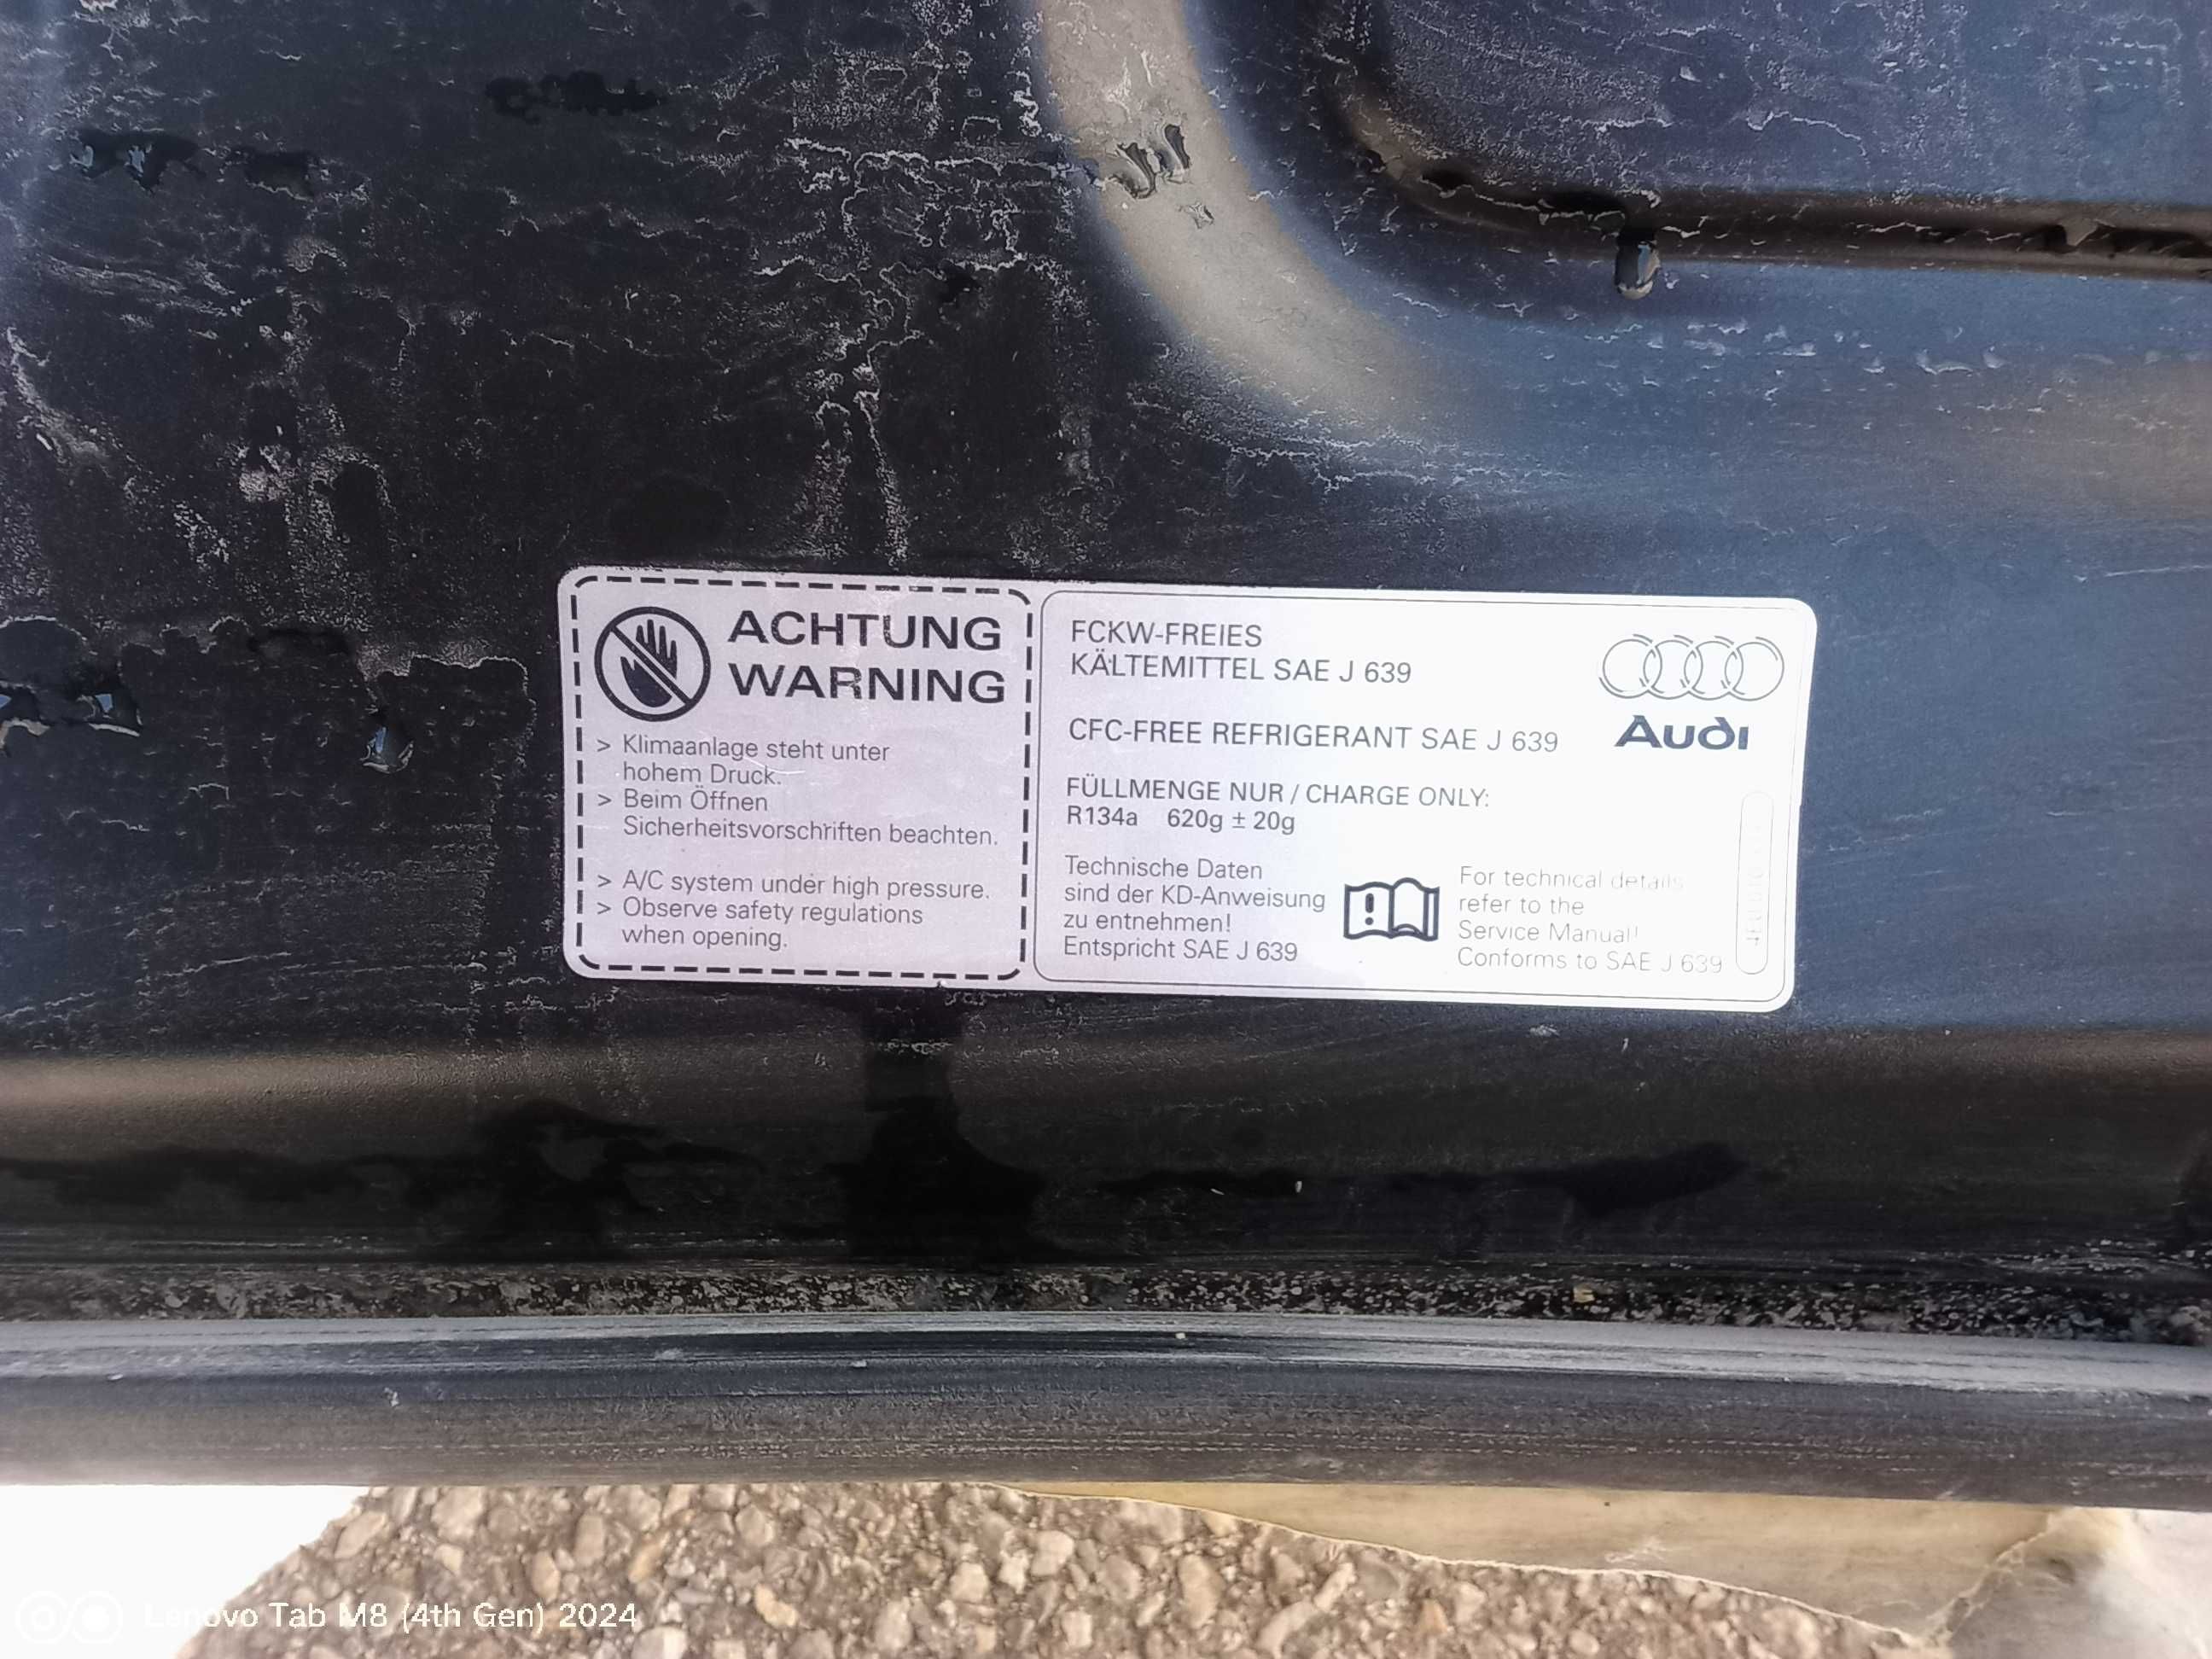 ACHTUNG
WARNING
> Klimaanlage steht unter
hohem Druck.
> Beim Öffnen
Sicherheitsvorschriften beachten.
> A/C system under high pressure.
> Observe safety regulations
when opening.
FCKW-FREIES
KÄLTEMITTEL SAE J 639
CFC-FREE REFRIGERANT SAE J 639
Audi
FÜLLMENGE NUR / CHARGE ONLY:
R134a 620g ± 20g
Technische Daten
sind der KD-Anweisung
zu entnehmen!
Entspricht SAE J 639
For technical details
refer to the
Service Manual!
Conforms to SAE J 639
Lenovo Tab M8 (4th Gen) 2024